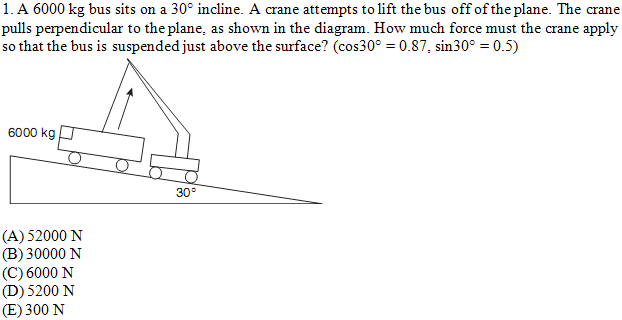 1. A 6000 kg bus sits on a 30° incline. A crane attempts to lift the bus off of the plane. The crane
pulls perpendicular to the plane, as shown in the diagram. How much force must the crane apply
so that the bus is suspended just above the surface? (cos30° = 0.87, sin30° = 0.5)
6000 kg
30°
(A) 52000 N
(B) 30000 N
(C) 6000 N
(D) 5200 N
(E) 300 N